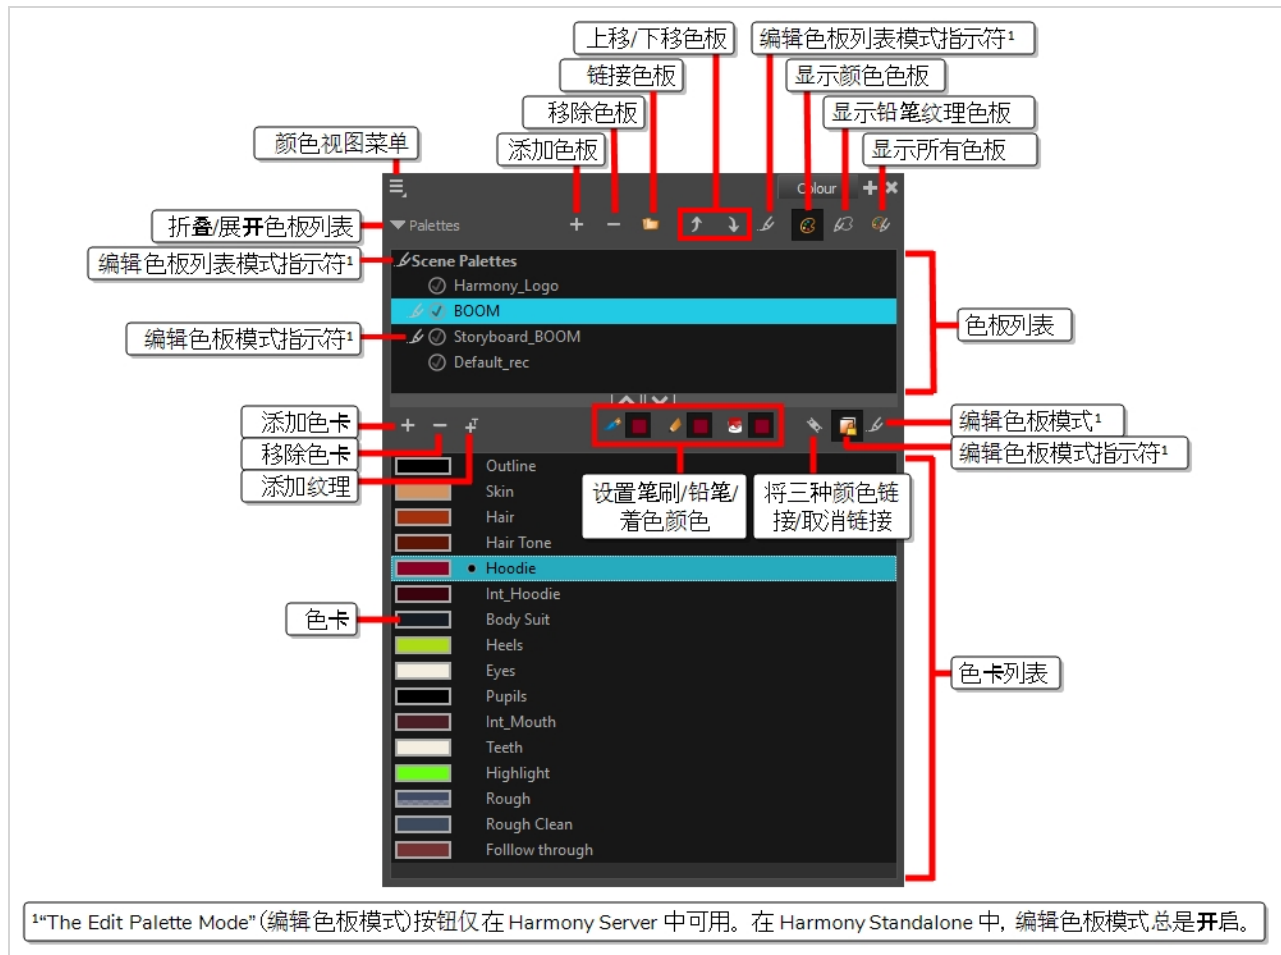 上移/下移色板
编辑色板列表模式指示符¹
链接色板
显示颜色色板
移除色板
显示铅笔纹理色板
颜色视图菜单
添加色板
显示所有色板
Colour
折叠/展开色板列表
Palettes
编辑色板列表模式指示符¹
Scene Palettes
Harmony_Logo
BOOM
色板列表
编辑色板模式指示符¹
Storyboard_BOOM
Default_rec
添加色卡
编辑色板模式¹
移除色卡
编辑色板模式指示符¹
添加纹理
Outline
Skin
设置笔刷/铅笔/
着色颜色
将三种颜色链
接/取消链接
Hair
Hair Tone
Hoodie
Int_Hoodie
色卡
Body Suit
Heels
Eyes
色卡列表
Pupils
Int_Mouth
Teeth
Highlight
Rough
Rough Clean
Folllow through
¹“The Edit Palette Mode” (编辑色板模式)按钮仅在 Harmony Server 中可用。在 Harmony Standalone 中, 编辑色板模式总是开启。